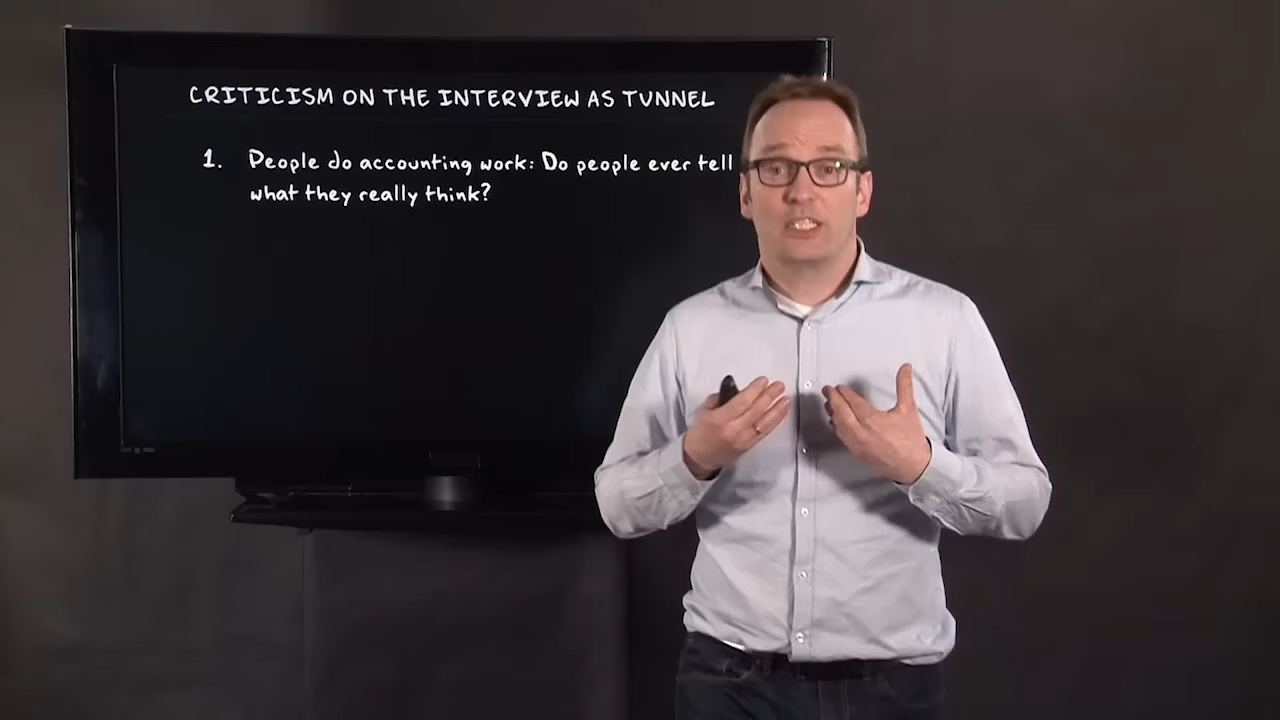 CRITICISM ON THE INTERVIEW AS TUNNEL
1. People do accounting work: Do people ever tell
what they really think?